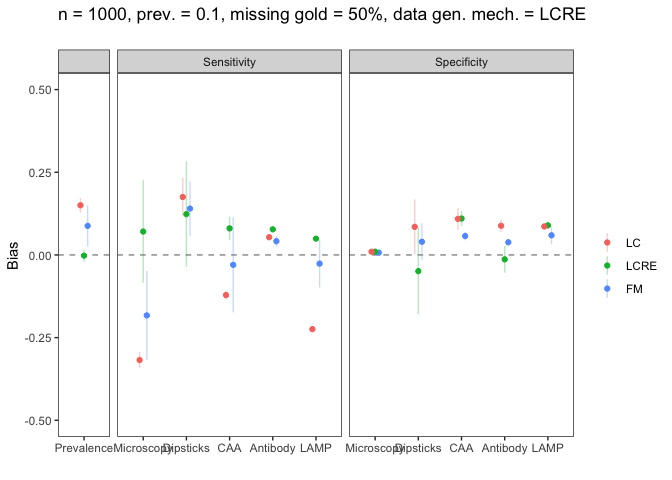 n = 1000, prev. = 0.1, missing gold = 50%, data gen. mech. = LCRE
Sensitivity
Specificity
0.50
0.25
0.00
-0.25
-0.50
Bias
Prevalence Microscopy Dipsticks CAA Antibody LAMP
Microscopy Dipsticks CAA Antibody LAMP
LC
LCRE
FM